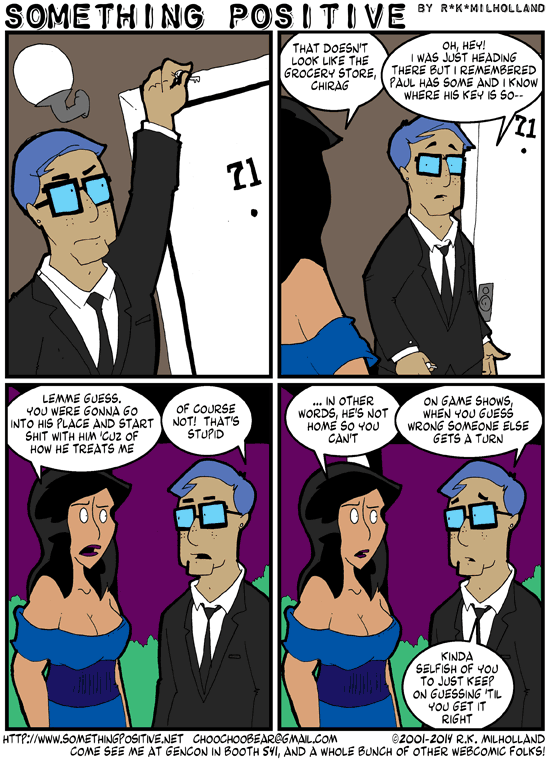 SOMETHING POSITIVE BY R*K*MILHOLLAND
71
THAT DOESN'T
LOOK LIKE THE
GROCERY STORE,
CHIRAG
OH, HEY!
I WAS JUST HEADING
THERE BUT I REMEMBERED
PAUL HAS SOME AND I KNOW
WHERE HIS KEY IS SO--
71
LEMME GUESS.
YOU WERE GONNA GO
INTO HIS PLACE AND START
SHIT WITH HIM 'CUZ OF
HOW HE TREATS ME
OF COURSE
NOT! THAT'S
STUPID
... IN OTHER
WORDS, HE'S NOT
HOME SO YOU
CAN'T
ON GAME SHOWS,
WHEN YOU GUESS
WRONG SOMEONE ELSE
GETS A TURN
KINDA
SELFISH OF YOU
TO JUST KEEP
ON GUESSING 'TIL
YOU GET IT
RIGHT
HTTP://WWW.SOMETHINGPOSITIVE.NET CHOOCHOOBEAR@GMAIL.COM ©2001-2014 R.K. MILHOLLAND
COME SEE ME AT GENCON IN BOOTH 541, AND A WHOLE BUNCH OF OTHER WEBCOMIC FOLKS!